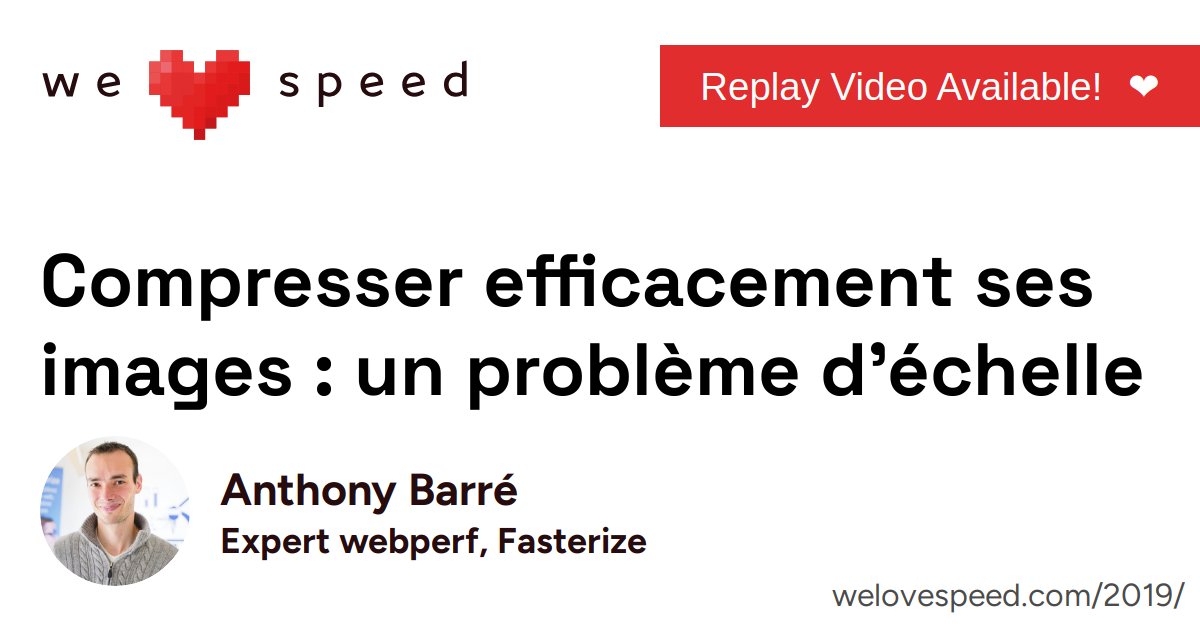 we ❤ speed
Replay Video Available! ❤
Compresser efficacement ses
images : un problème d’échelle
Anthony Barré
Expert webperf, Fasterize
welovespeed.com/2019/